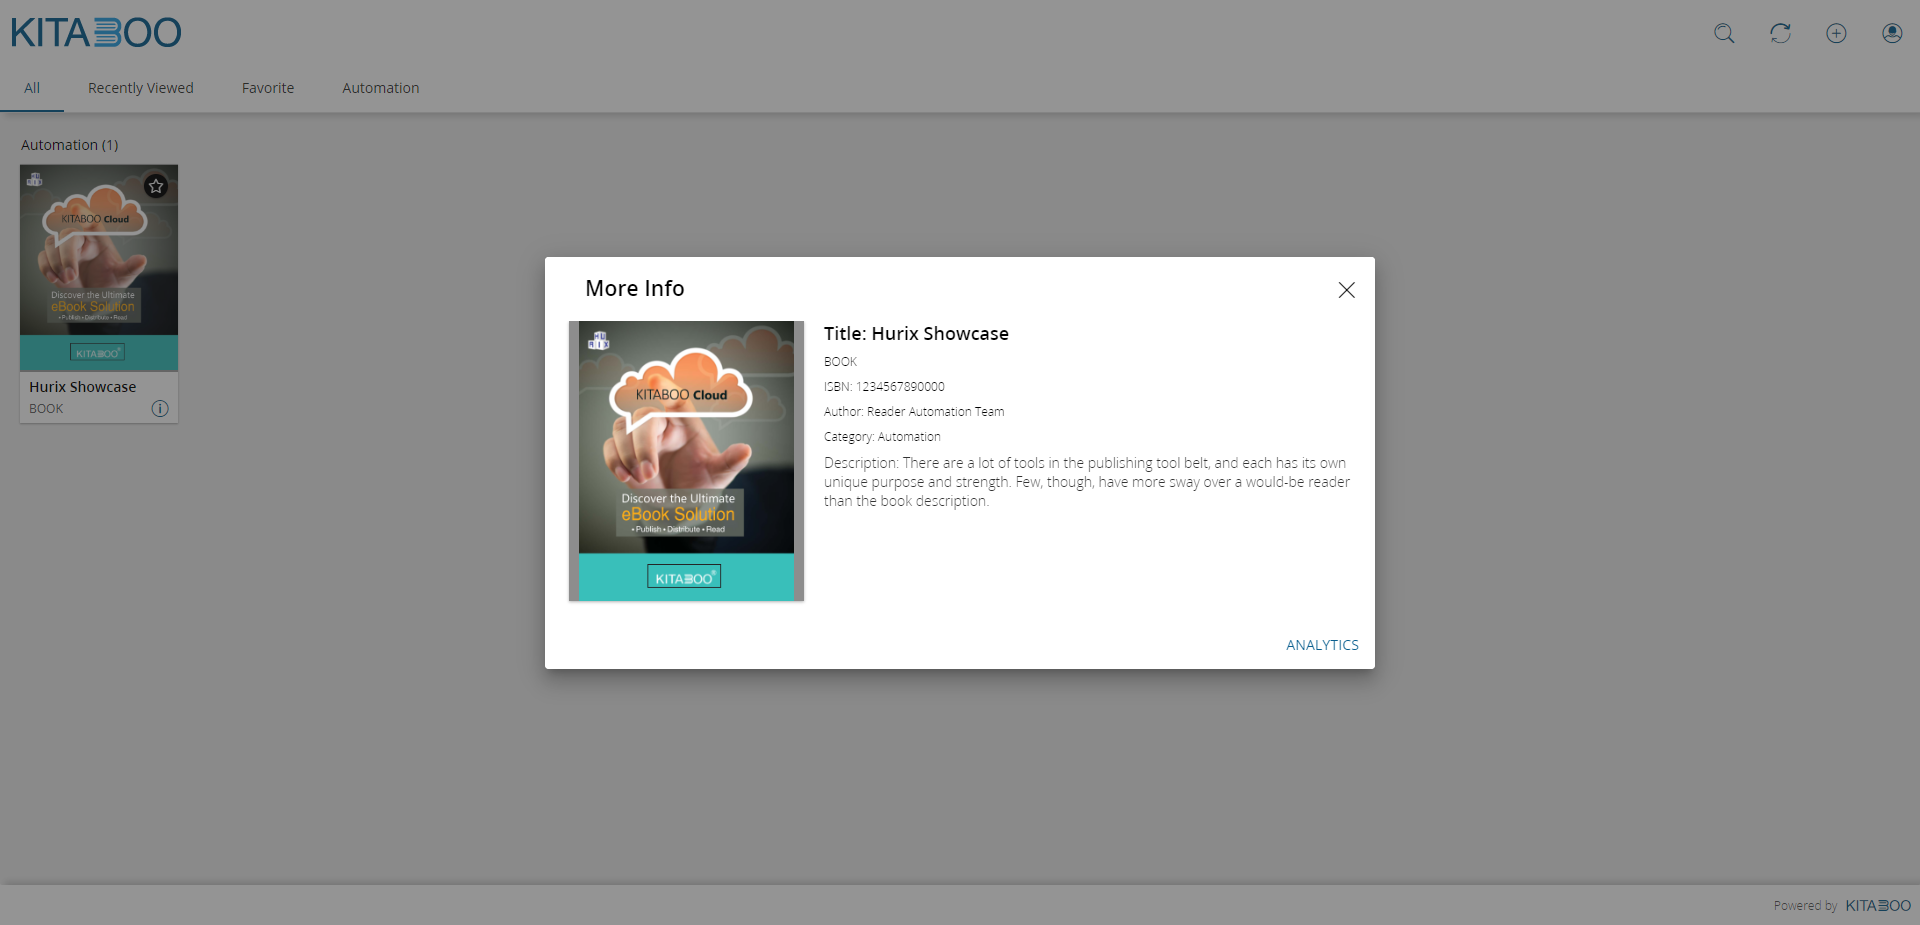 KITABOO
All Recently Viewed Favorite Automation
Automation (1)
KITABOO Cloud
Discover the Ultimate
eBook Solution
• Publish • Distribute • Read
KITABOO®
Hurix Showcase
BOOK
More Info
HU
RIX
KITABOO Cloud
Discover the Ultimate
eBook Solution
• Publish • Distribute • Read
KITABOO®
Title: Hurix Showcase
BOOK
ISBN: 1234567890000
Author: Reader Automation Team
Category: Automation
Description: There are a lot of tools in the publishing tool belt, and each has its own
unique purpose and strength. Few, though, have more sway over a would-be reader
than the book description.
ANALYTICS
Powered by KITABOO